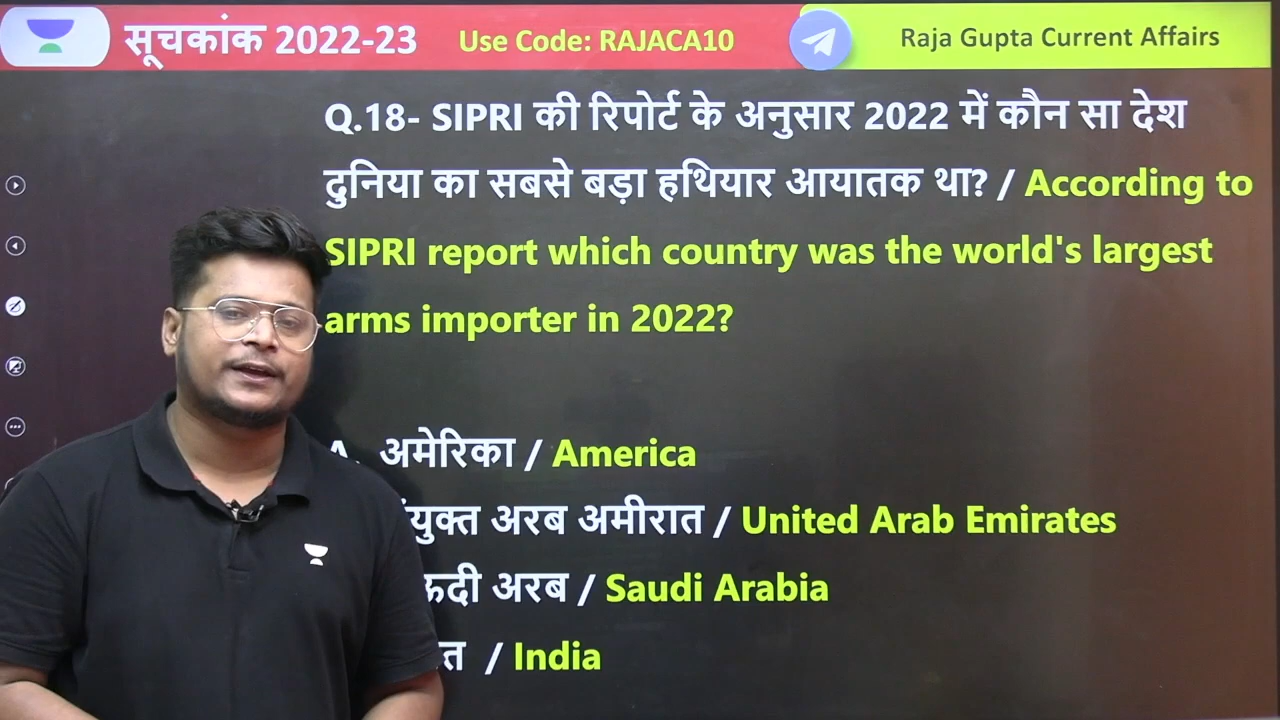 सूचकांक 2022-23
Use Code: RAJACA10
Raja Gupta Current Affairs
Q.18- SIPRI की रिपोर्ट के अनुसार 2022 में कौन सा देश
दुनिया का सबसे बड़ा हथियार आयातक था? / According to
SIPRI report which country was the world's largest
arms importer in 2022?
A. अमेरिका / America
अरब अमीरात / United Arab Emirates
अरब / Saudi Arabia
/ India